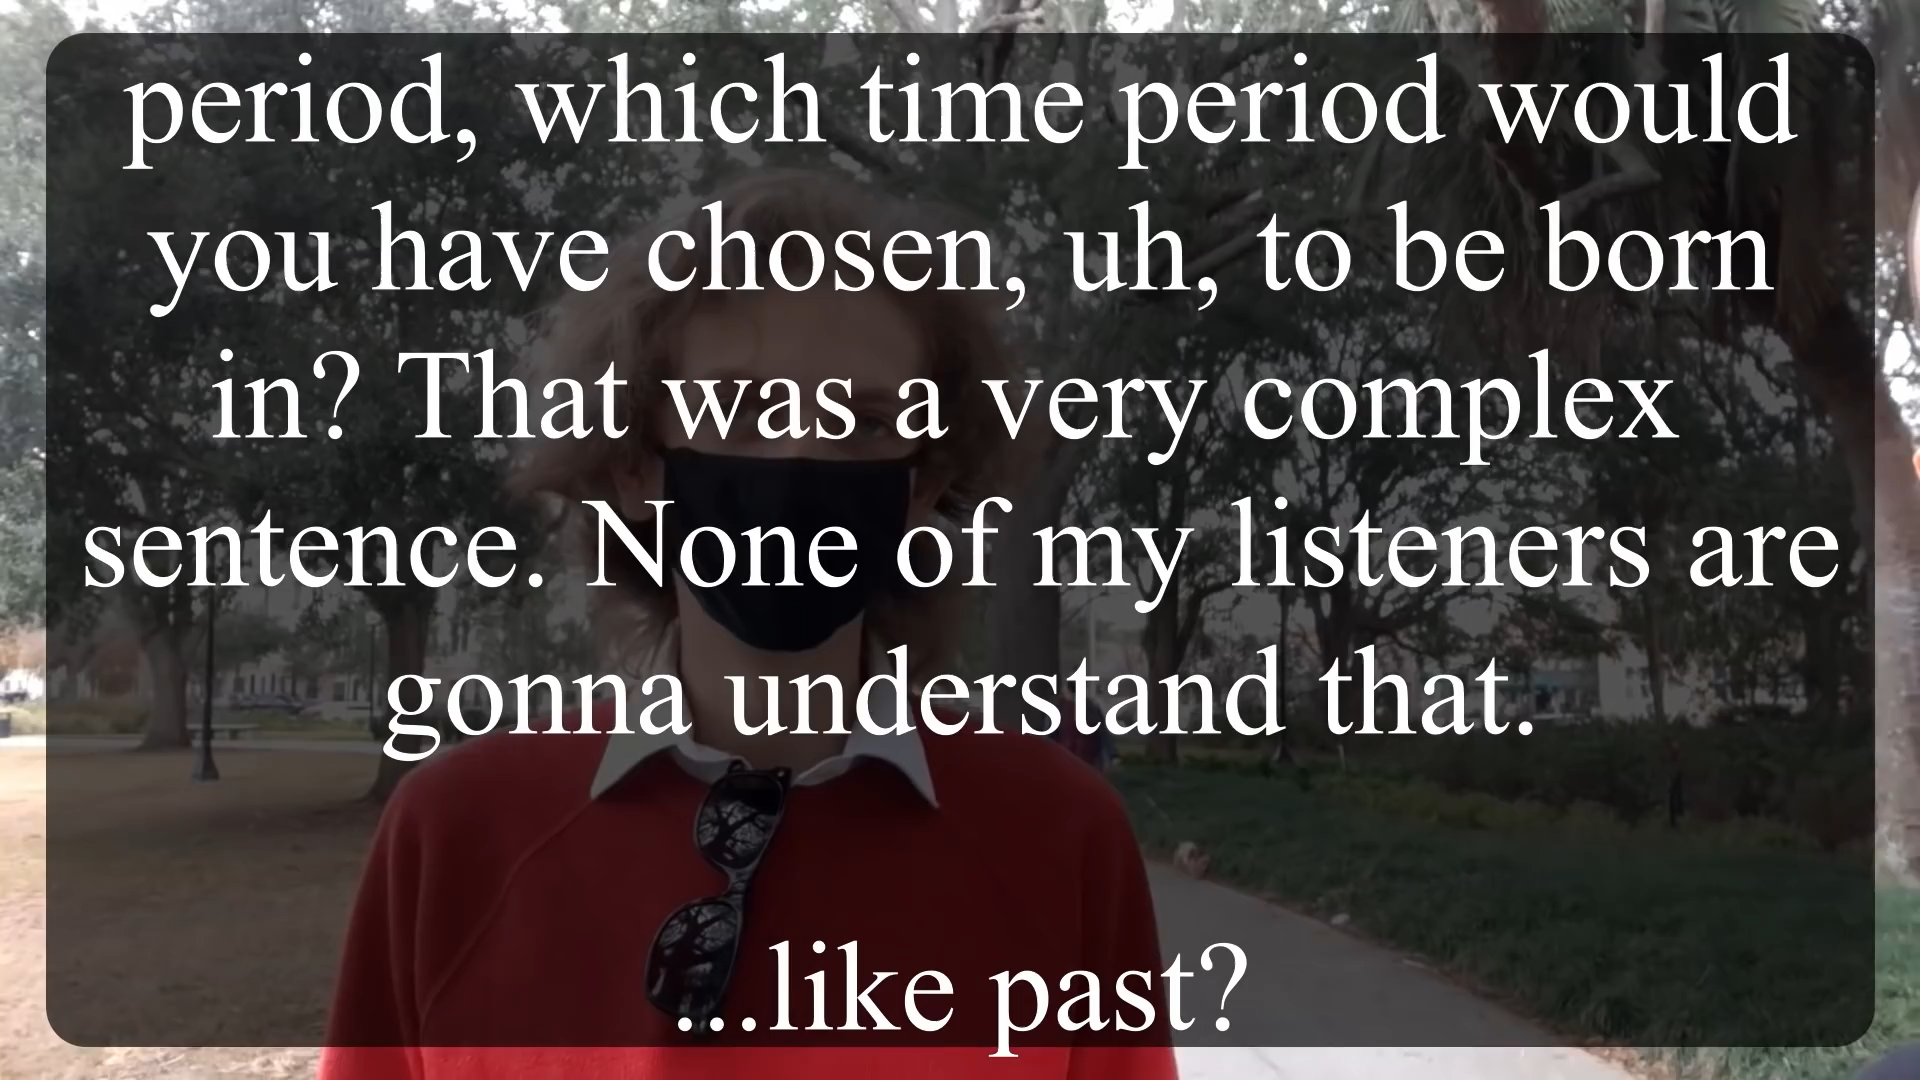 period, which time period would
you have chosen, uh, to be born
in? That was a very complex
sentence. None of my listeners are
gonna understand that.
...like past?